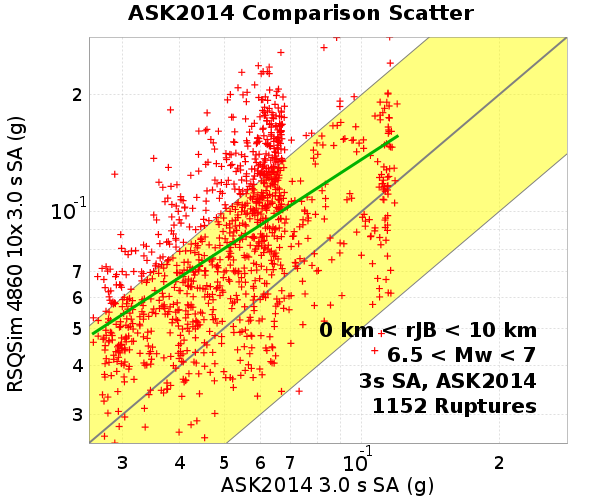 ASK2014 Comparison Scatter
RSQSim 4860 10x 3.0 s SA (g)
2
10-1
7
6
5
4
3
0 km < rJB < 10 km
6.5 < Mw < 7
3s SA, ASK2014
1152 Ruptures
3 4 5 6 7 10-1 2
ASK2014 3.0 s SA (g)